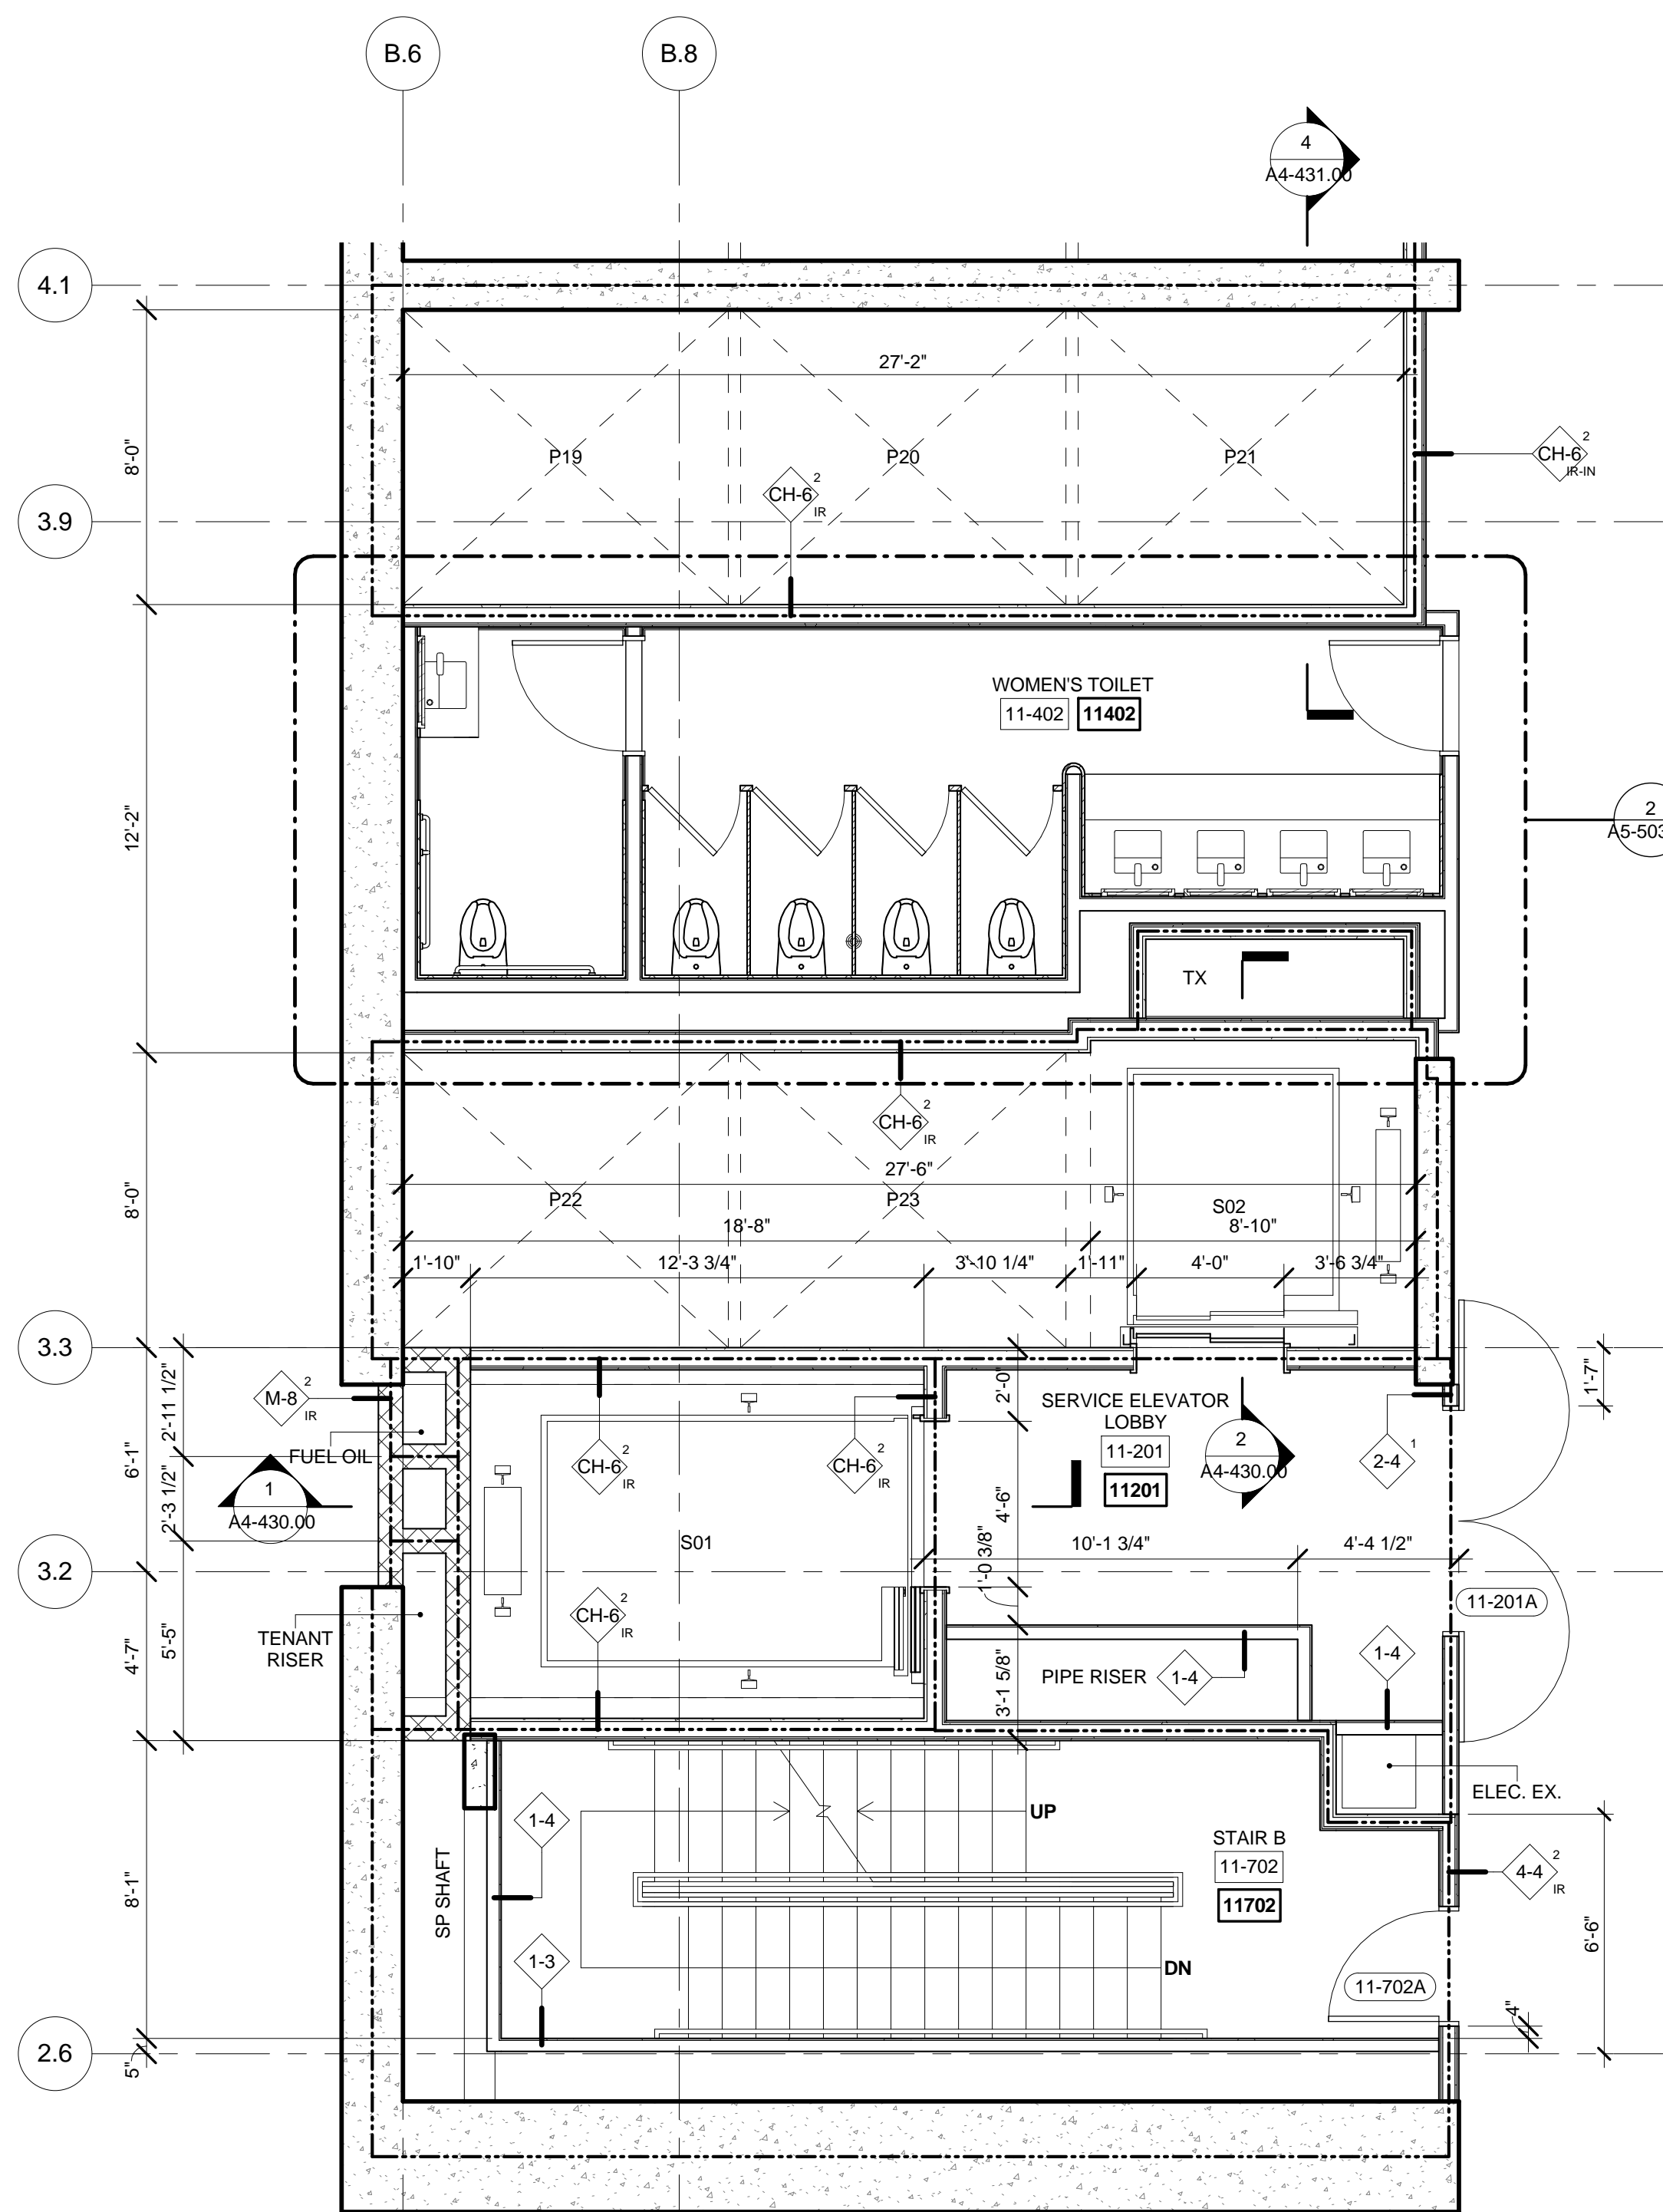 B.6
B.8
4
A4-431.00
4.1
27'-2"
8'-0"
P19
P20
P21
CH-6
2
IR
CH-6
2
IR-IN
3.9
WOMEN'S TOILET
11-402
11402
12'-2"
2
TX
CH-6
2
IR
27'-6"
8'-0"
P22
P23
S02
18'-8"
8'-10"
1'-10"
12'-3 3/4"
3'-10 1/4"
1'-11"
4'-0"
3'-6 3/4"
3.3
M-8
2
IR
FUEL OIL
2'-11 1/2"
6'-1"
2'-3 1/2"
1
A4-430.00
CH-6
2
IR
CH-6
2
IR
2'-0"
SERVICE ELEVATOR
LOBBY
11-201
11201
2
A4-430.00
2-4
1
1'-7"
4'-6"
S01
10'-1 3/4"
4'-4 1/2"
1'-0 3/8"
3.2
11-201A
CH-6
2
IR
TENANT
RISER
4'-7"
5'-5"
3'-1 5/8"
PIPE RISER
1-4
1-4
ELEC. EX.
1-4
UP
STAIR B
11-702
11702
4-4
2
IR
SP SHAFT
8'-1"
6'-6"
1-3
DN
11-702A
4"
2.6
5"